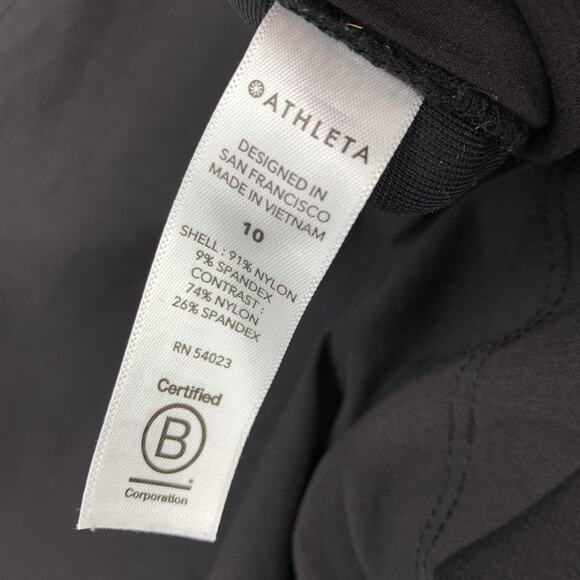 ATHLETA
DESIGNED IN
SAN FRANCISCO
MADE IN VIETNAM
10
SHELL : 91% NYLON
9% SPANDEX
CONTRAST :
74% NYLON
26% SPANDEX
RN 54023
Certified
B
Corporation